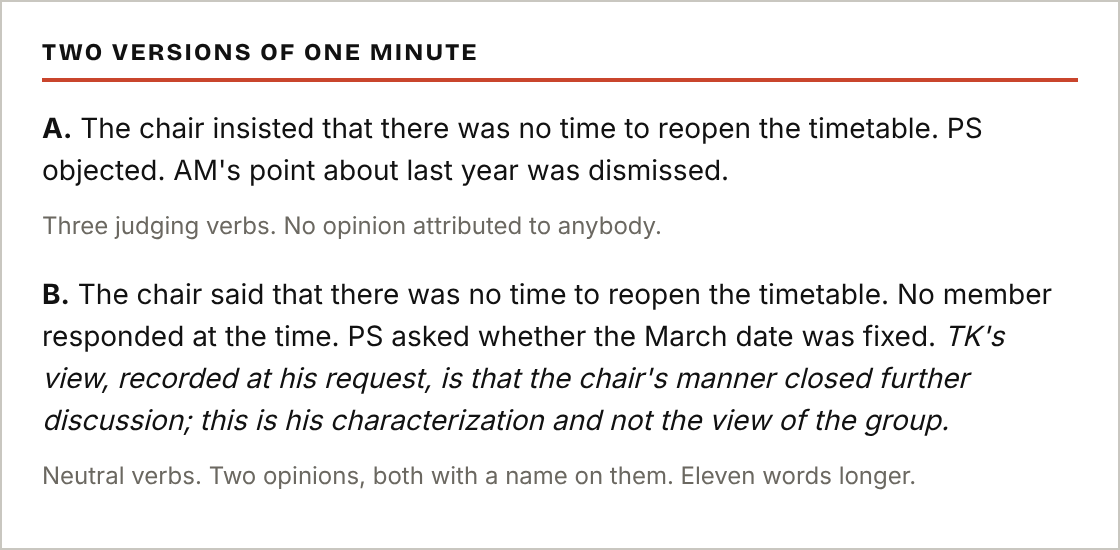 TWO VERSIONS OF ONE MINUTE
A. The chair insisted that there was no time to reopen the timetable. PS
objected. AM's point about last year was dismissed.
Three judging verbs. No opinion attributed to anybody.
B. The chair said that there was no time to reopen the timetable. No member
responded at the time. PS asked whether the March date was fixed. TK's
view, recorded at his request, is that the chair's manner closed further
discussion; this is his characterization and not the view of the group.
Neutral verbs. Two opinions, both with a name on them. Eleven words longer.